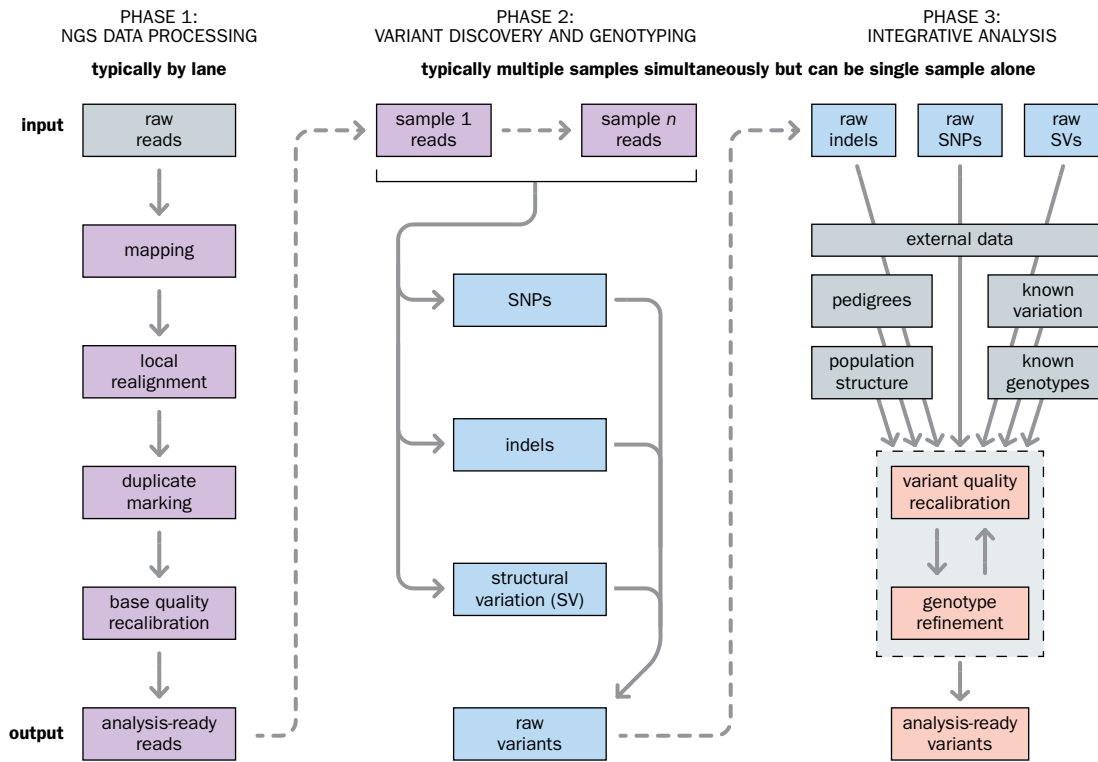 PHASE 1:
NGS DATA PROCESSING
typically by lane
input
raw
reads
mapping
local
realignment
duplicate
marking
base quality
recalibration
output
analysis-ready
reads
PHASE 2:
VARIANT DISCOVERY AND GENOTYPING
typically multiple samples simultaneously but can be single sample alone
sample 1
reads
sample n
reads
SNPs
indels
structural
variation (SV)
raw
variants
PHASE 3:
INTEGRATIVE ANALYSIS
raw
indels
raw
SNPs
raw
SVs
external data
pedigrees
known
variation
population
structure
known
genotypes
variant quality
recalibration
genotype
refinement
analysis-ready
variants